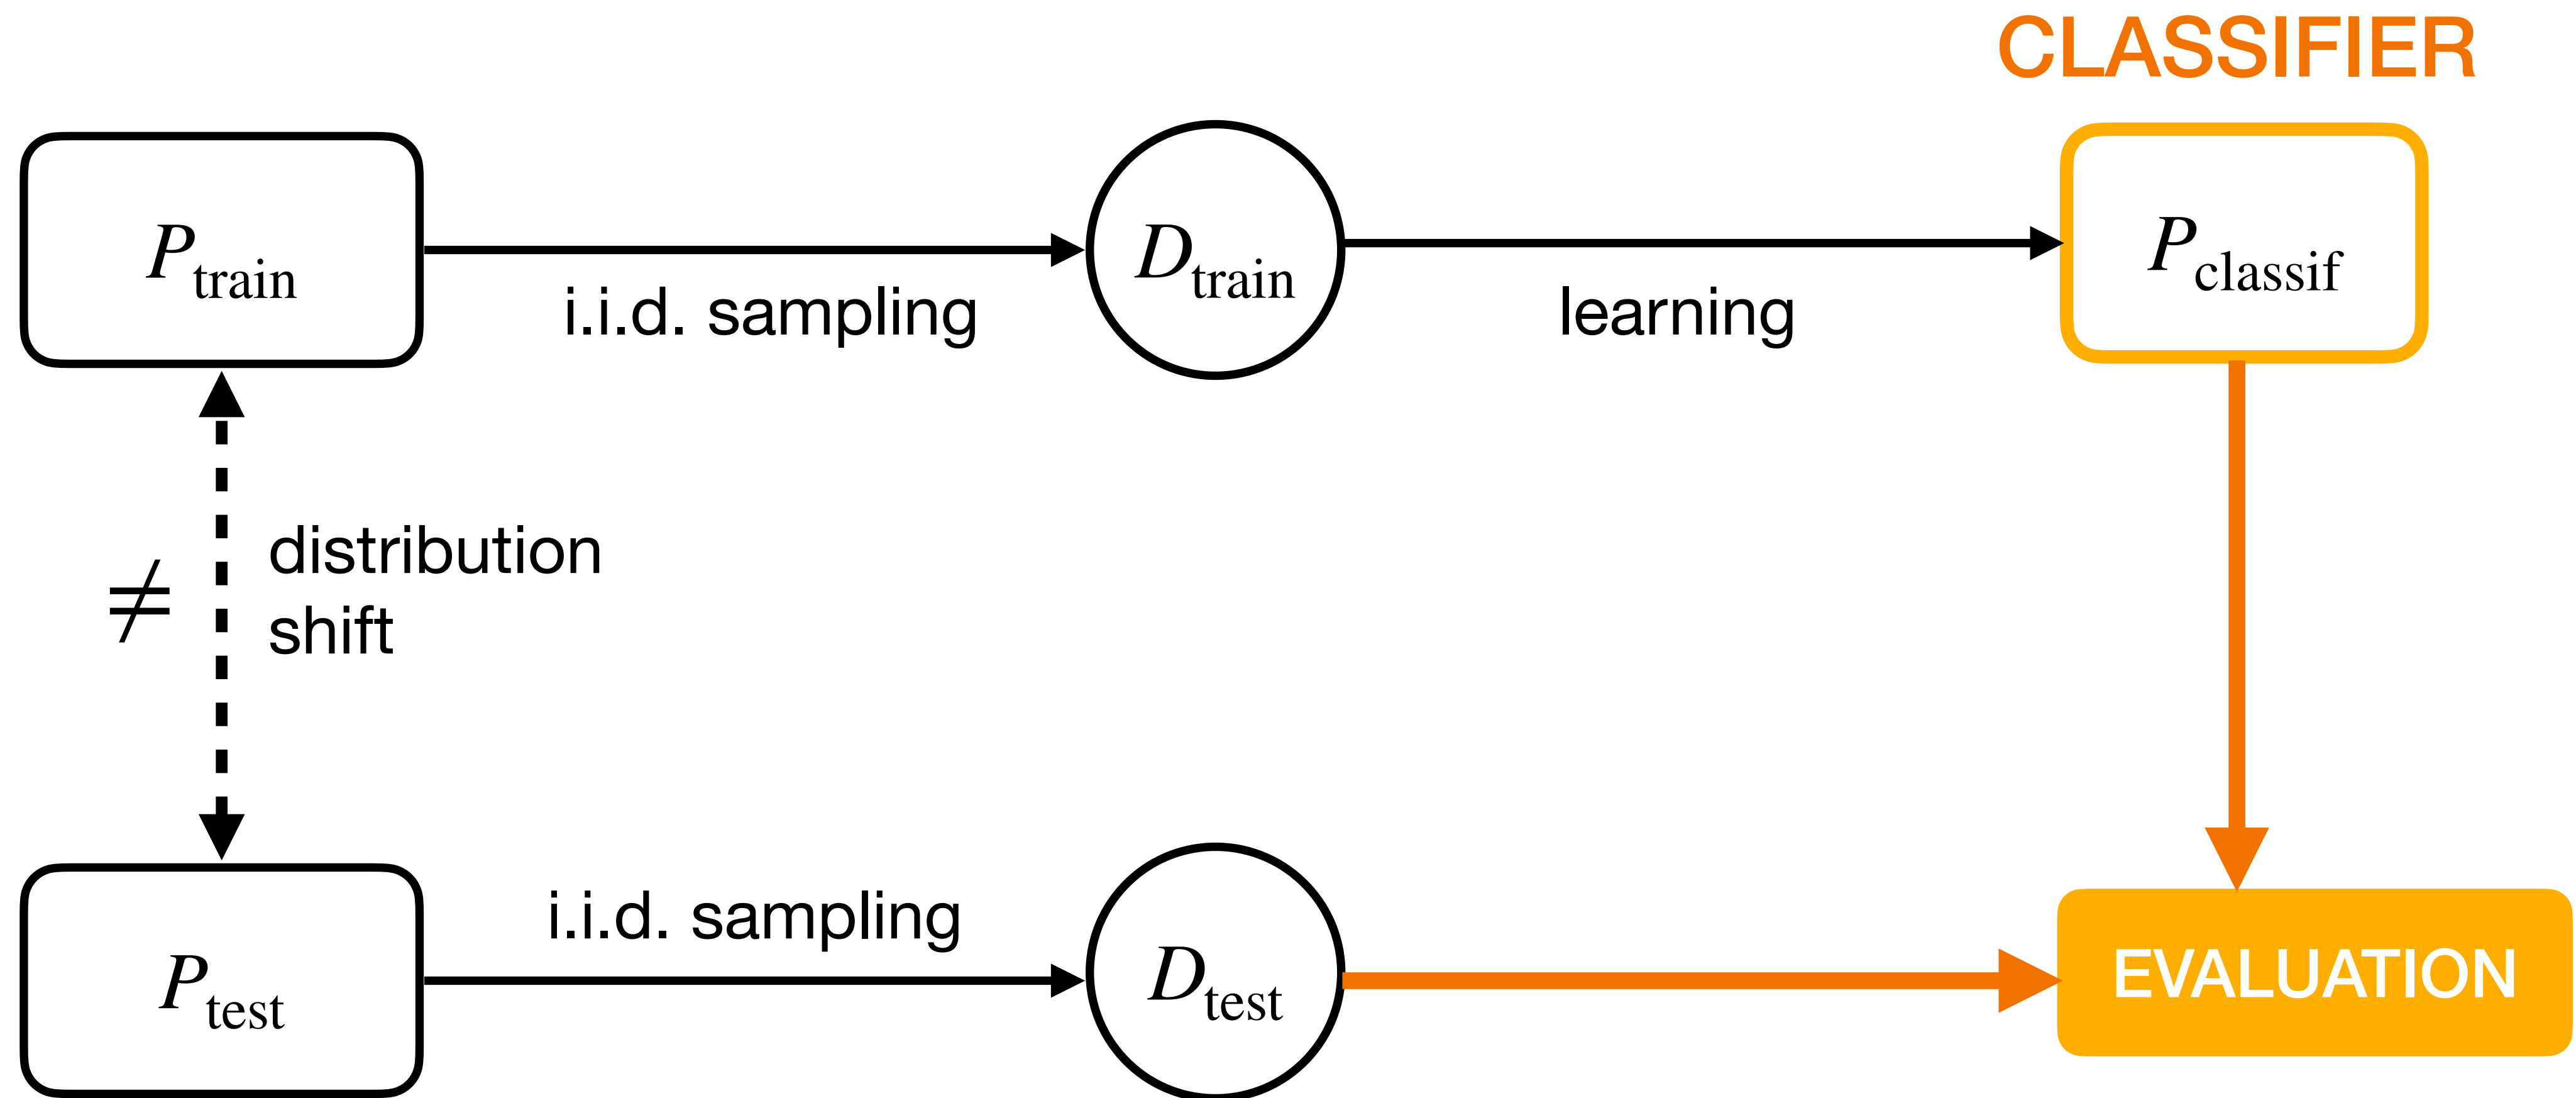 CLASSIFIER
P_train
i.i.d. sampling
D_train
learning
P_classif
≠
distribution
shift
P_test
i.i.d. sampling
D_test
EVALUATION